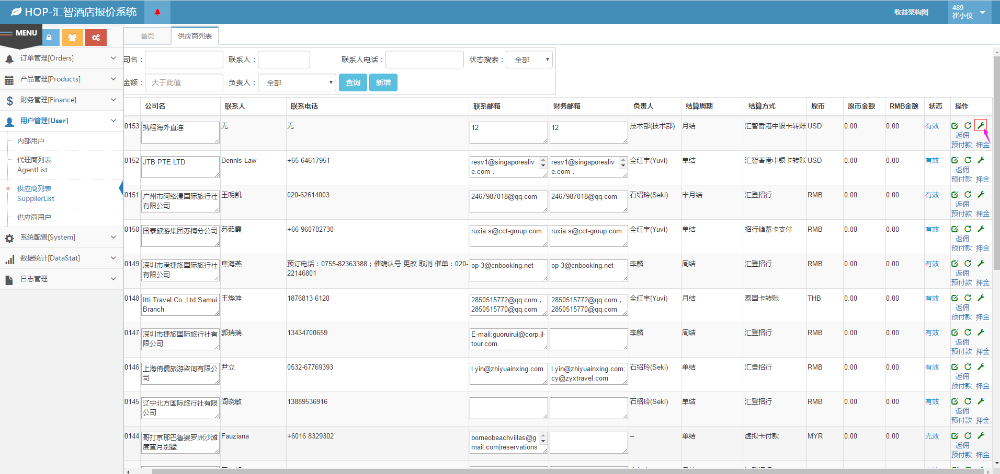 HOP-汇智酒店报价系统
收益架构图
489
崔小仪
MENU
首页
供应商列表
订单管理[Orders]
产品管理[Products]
财务管理[Finance]
用户管理[User]
内部用户
代理商列表
AgentList
供应商列表
SupplierList
供应商用户
系统配置[System]
数据统计[DataStat]
日志管理
司名： 联系人： 联系人电话： 状态搜索： 全部
金额： 大于此值 负责人： 全部 查询 新增
公司名 联系人 联系电话 联系邮箱 财务邮箱 负责人 结算周期 结算方式 原币 原币金额 RMB金额 状态 操作
0153 携程海外直连 无 无 12 12 技术部(技术部) 月结 汇智香港中银卡转账 USD 0.00 0.00 有效
返佣
预付款 押金
0152 JTB PTE LTD Dennis Law +65 64617951 resv1@singaporealiv resv1@singaporealiv 全红宇(Yuvi) 单结 汇智香港中银卡转账 USD 0.00 0.00 有效
e.com， e.com， 返佣
预付款 押金
0151 广州市阿络漫国际旅行社 王明凯 020-62614003 2467987018@qq.com 2467987018@qq.com 石绍玲(Seki) 半月结 汇登招行 RMB 0.00 0.00 有效
有限公司 返佣
预付款 押金
0150 国泰旅游集团苏梅分公司 苏茹霞 +66 960702730 ruxia.s@cct-group.com ruxia.s@cct-group.com 全红宇(Yuvi) 单结 招行储蓄卡支付 RMB 0.00 0.00 有效
返佣
预付款 押金
0149 深圳市港捷旅国际旅行社 焦海燕 预订电话：0755-82363388；催确认号 更改 取消 催单：020- op-3@cnbooking.net op-3@cnbooking.net 李麟 周结 汇登招行 RMB 0.00 0.00 有效
有限公司 22146801 返佣
预付款 押金
0148 Itti Travel Co.,Ltd.Samui 王烨坤 1876813 6120 2850515772@qq.com， 2850515772@qq.com， 全红宇(Yuvi) 月结 泰国卡转账 THB 0.00 0.00 有效
Branch 2850515770@qq.com 2850515770@qq.com 返佣
预付款 押金
0147 深圳市捷旅国际旅行社有 郭瑞瑞 13434700659 E-mail:guoruirui@corp.jl- 李麟 周结 汇登招行 RMB 0.00 0.00 有效
限公司 tour.com 返佣
预付款 押金
0146 上海侑儒旅游咨询有限公 尹立 0532-67769393 l.yin@zhiyuainxing.com l.yin@zhiyuainxing.com; 石绍玲(Seki) 单结 汇登招行 RMB 0.00 0.00 有效
司 cy@zyxtravel.com 返佣
预付款 押金
0145 辽宁北方国际旅行社有限 阎晓敏 13889536916 石绍玲(Seki) 单结 汇登招行 RMB 0.00 0.00 有效
公司 返佣
预付款 押金
0144 哥打京那巴鲁婆罗洲沙滩 Fauziana +6016 8329302 borneobeachvillas@g -- 单结 虚拟卡付款 MYR 0.00 0.00 无效
度蜜月别墅 mail.com|reservations 返佣
预付款 押金